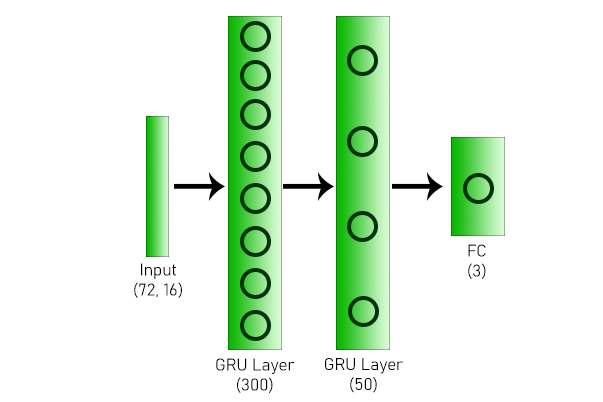 Input
(72, 16)
GRU Layer
(300)
GRU Layer
(50)
FC
(3)